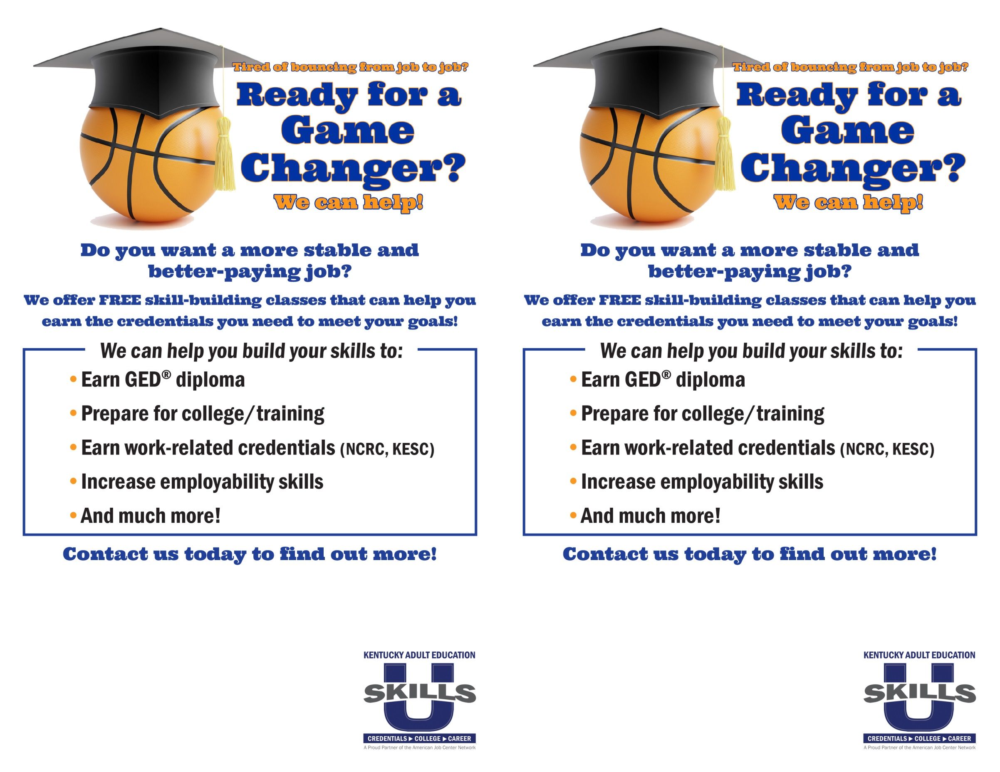 Tired of bouncing from job to job?
Ready for a
Game
Changer?
We can help!
Do you want a more stable and
better-paying job?
We offer FREE skill-building classes that can help you
earn the credentials you need to meet your goals!
We can help you build your skills to:
• Earn GED® diploma
• Prepare for college/training
• Earn work-related credentials (NCRC, KESC)
• Increase employability skills
• And much more!
Contact us today to find out more!
KENTUCKY ADULT EDUCATION
U
SKILLS
CREDENTIALS ▶ COLLEGE ▶ CAREER
A Proud Partner of the American Job Center Network
Tired of bouncing from job to job?
Ready for a
Game
Changer?
We can help!
Do you want a more stable and
better-paying job?
We offer FREE skill-building classes that can help you
earn the credentials you need to meet your goals!
We can help you build your skills to:
• Earn GED® diploma
• Prepare for college/training
• Earn work-related credentials (NCRC, KESC)
• Increase employability skills
• And much more!
Contact us today to find out more!
KENTUCKY ADULT EDUCATION
U
SKILLS
CREDENTIALS ▶ COLLEGE ▶ CAREER
A Proud Partner of the American Job Center Network